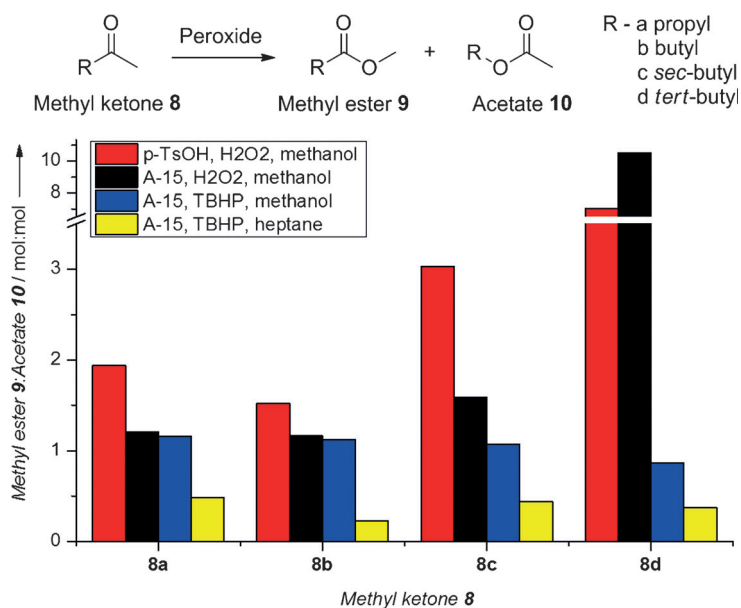 O
R
Peroxide
O
R
O
+
R
O
O
R - a propyl
b butyl
c sec-butyl
d tert-butyl
Methyl ketone 8
Methyl ester 9
Acetate 10
p-TsOH, H2O2, methanol
A-15, H2O2, methanol
A-15, TBHP, methanol
A-15, TBHP, heptane
Methyl ester 9:Acetate 10 / mol:mol
10
8
3
2
1
0
8a
8b
8c
8d
Methyl ketone 8